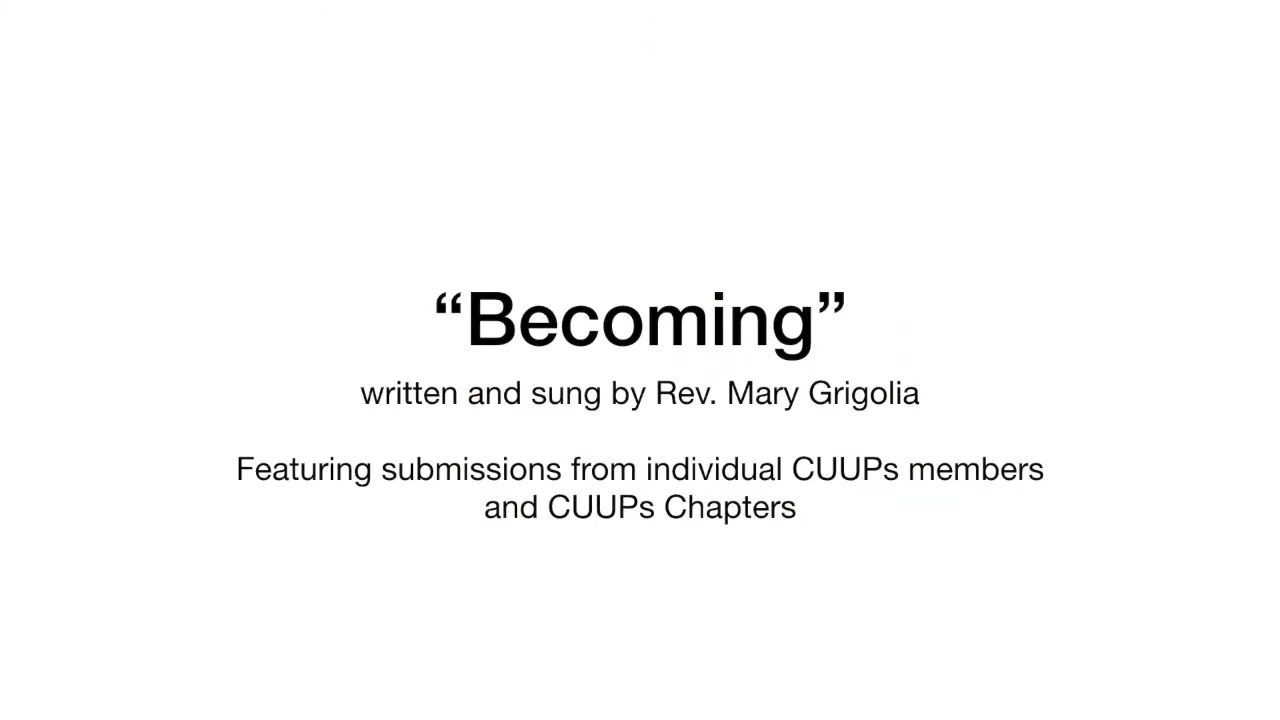 “Becoming”
written and sung by Rev. Mary Grigolia
Featuring submissions from individual CUUPs members
and CUUPs Chapters